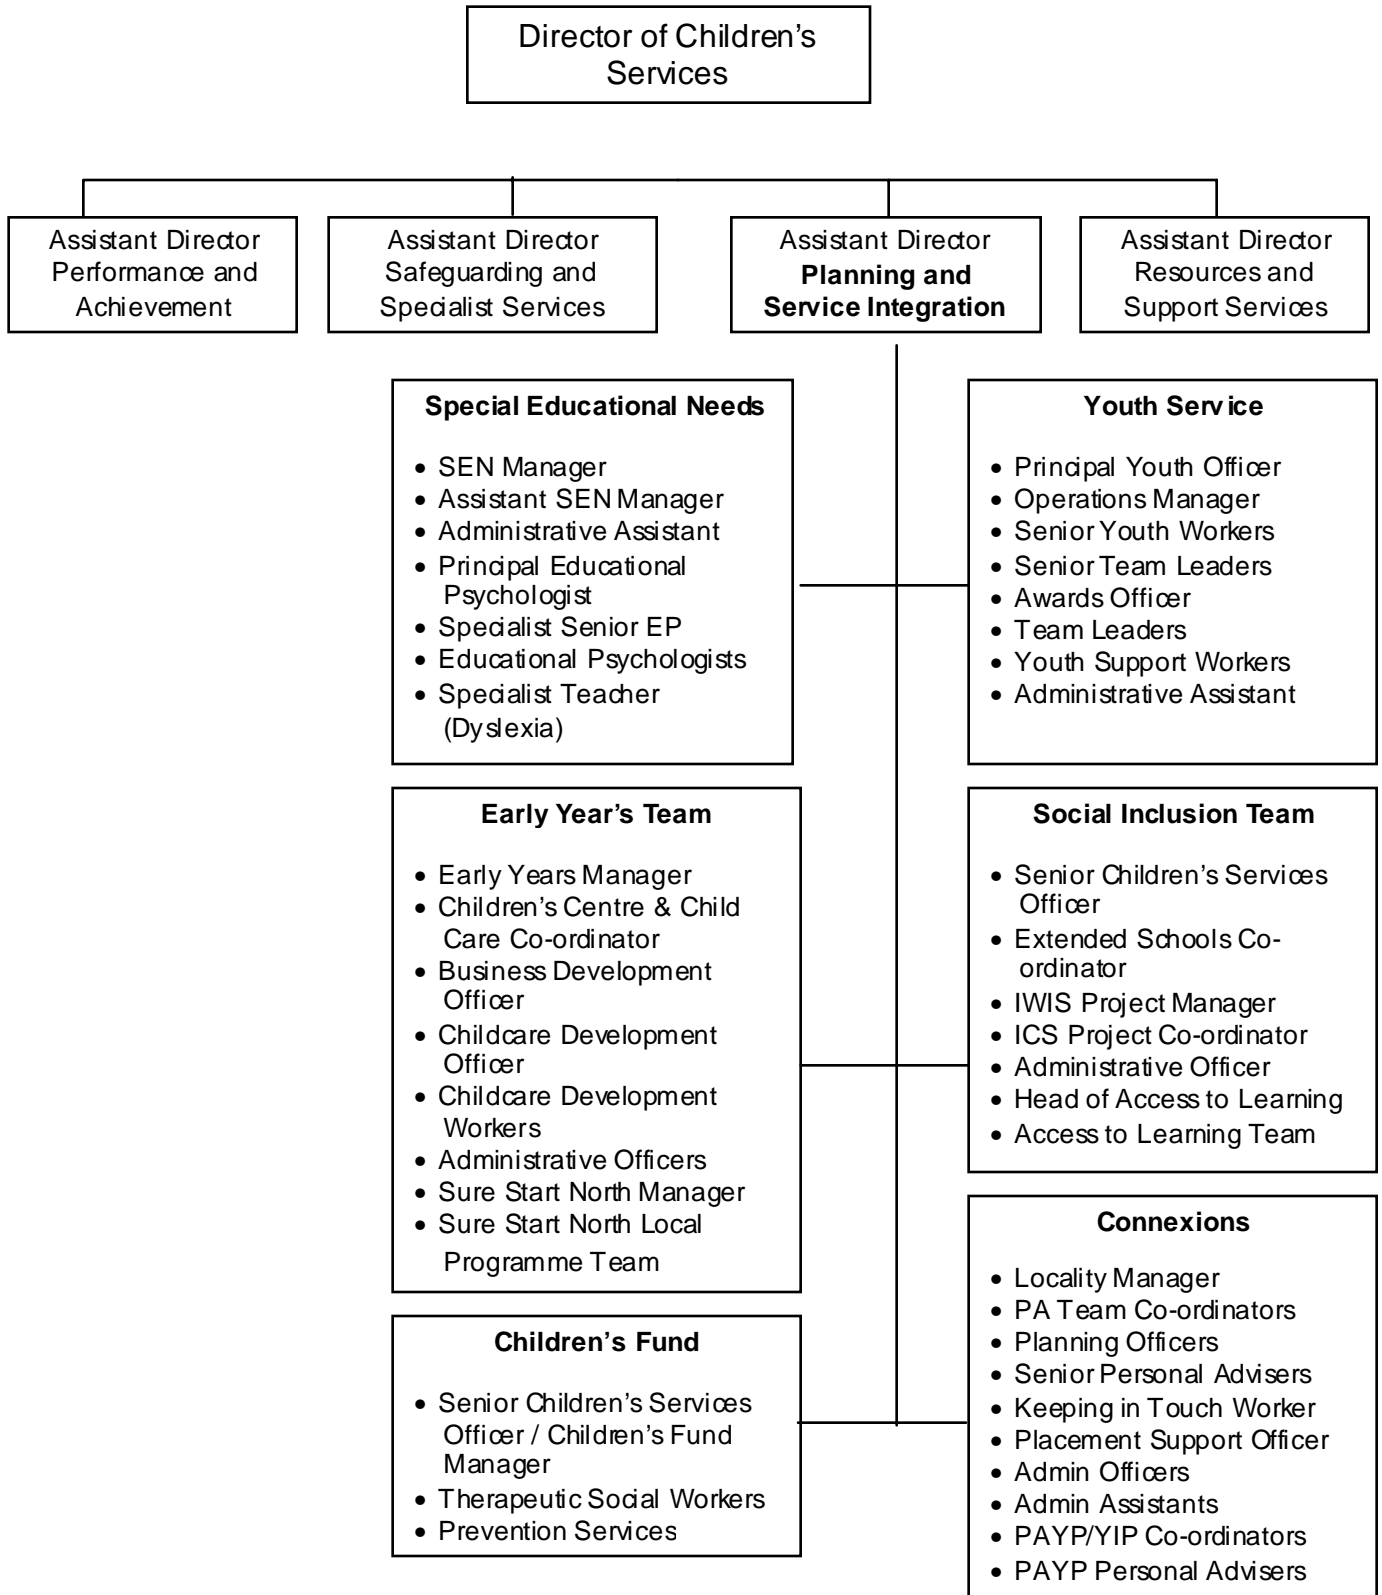 Director of Children’s
Services
Assistant Director
Performance and
Achievement
Assistant Director
Safeguarding and
Specialist Services
Assistant Director
Planning and
Service Integration
Assistant Director
Resources and
Support Services
Special Educational Needs
• SEN Manager
• Assistant SEN Manager
• Administrative Assistant
• Principal Educational
Psychologist
• Specialist Senior EP
• Educational Psychologists
• Specialist Teacher
(Dyslexia)
Youth Service
• Principal Youth Officer
• Operations Manager
• Senior Youth Workers
• Senior Team Leaders
• Awards Officer
• Team Leaders
• Youth Support Workers
• Administrative Assistant
Early Year’s Team
• Early Years Manager
• Children’s Centre & Child
Care Co-ordinator
• Business Development
Officer
• Childcare Development
Officer
• Childcare Development
Workers
• Administrative Officers
• Sure Start North Manager
• Sure Start North Local
Programme Team
Social Inclusion Team
• Senior Children’s Services
Officer
• Extended Schools Co-
ordinator
• IWIS Project Manager
• ICS Project Co-ordinator
• Administrative Officer
• Head of Access to Learning
• Access to Learning Team
Children’s Fund
• Senior Children’s Services
Officer / Children’s Fund
Manager
• Therapeutic Social Workers
• Prevention Services
Connexions
• Locality Manager
• PA Team Co-ordinators
• Planning Officers
• Senior Personal Advisers
• Keeping in Touch Worker
• Placement Support Officer
• Admin Officers
• Admin Assistants
• PAYP/YIP Co-ordinators
• PAYP Personal Advisers